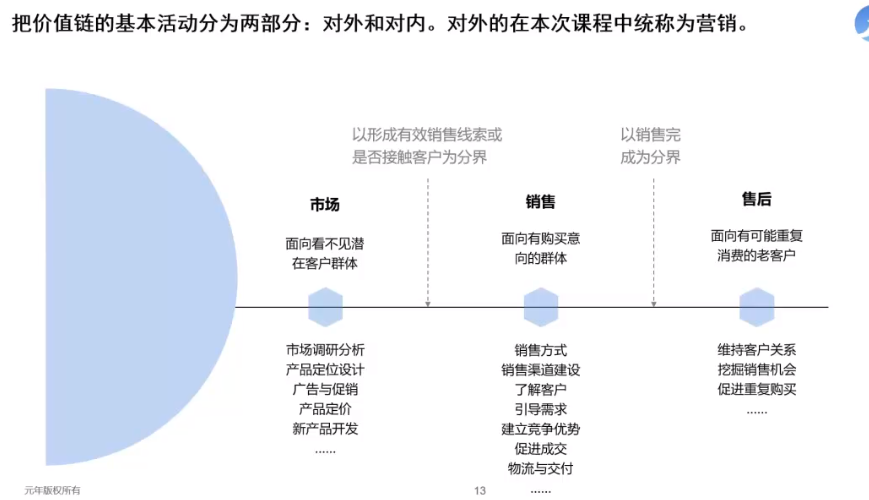 把价值链的基本活动分为两部分：对外和对内。对外的在本次课程中统称为营销。
以形成有效销售线索或
是否接触客户为分界
以销售完
成为分界
市场
面向看不见潜
在客户群体
销售
面向有购买意
向的群体
售后
面向有可能重复
消费的老客户
市场调研分析
产品定位设计
广告与促销
产品定价
新产品开发
......
销售方式
销售渠道建设
了解客户
引导需求
建立竞争优势
促进成交
物流与交付
......
维持客户关系
挖掘销售机会
促进重复购买
......
元年版权所有
13